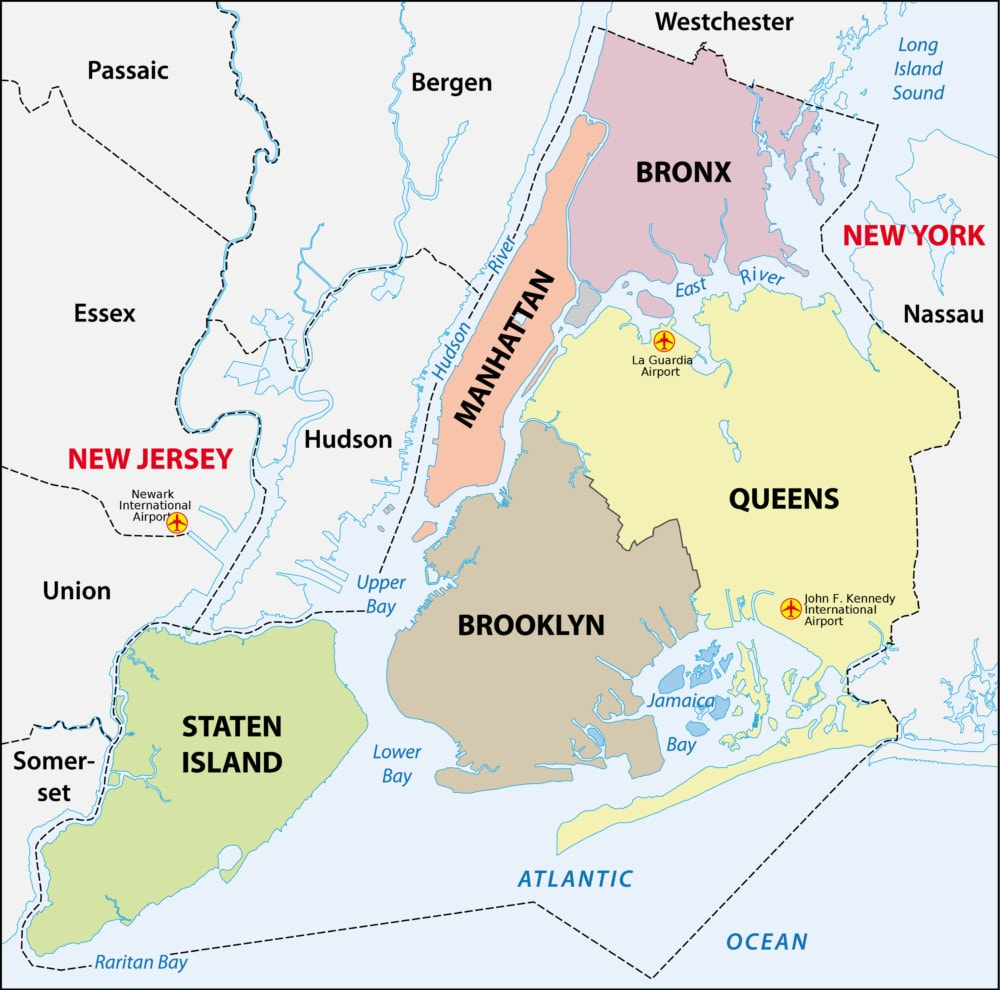 Westchester
Passaic
Bergen
Long
Island
Sound
BRONX
NEW YORK
Hudson River
East River
Essex
Nassau
MANHATTAN
La Guardia
Airport
Hudson
NEW JERSEY
Newark
International
Airport
QUEENS
Union
Upper
Bay
BROOKLYN
John F. Kennedy
International
Airport
Jamaica
Bay
STATEN
ISLAND
Lower
Bay
Somer-
set
ATLANTIC
OCEAN
Raritan Bay